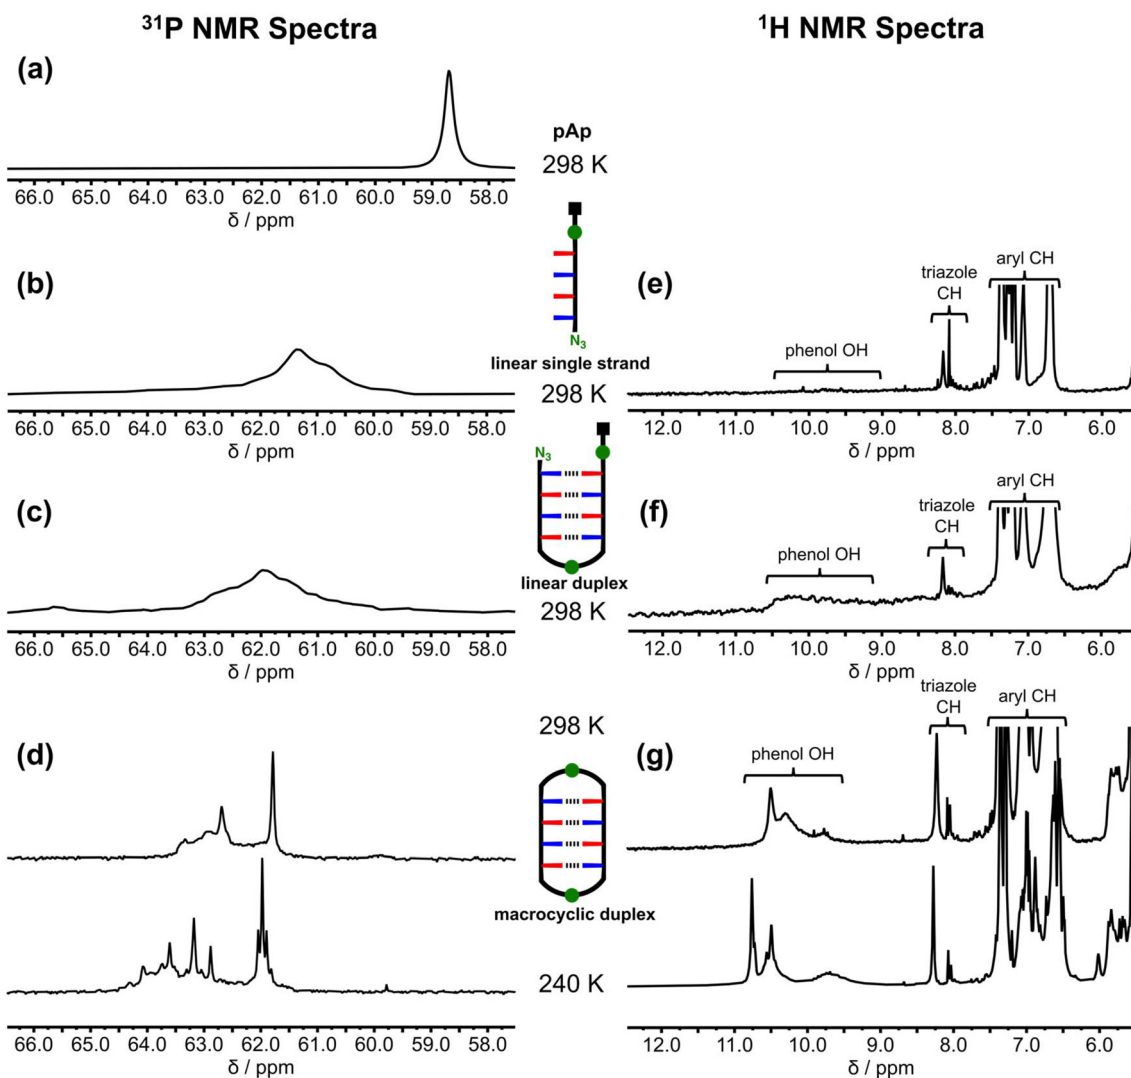 ³¹P NMR Spectra
¹H NMR Spectra
(a)
pAp
298 K
66.0 65.0 64.0 63.0 62.0 61.0 60.0 59.0 58.0
δ / ppm
(b)
N₃
linear single strand
298 K
66.0 65.0 64.0 63.0 62.0 61.0 60.0 59.0 58.0
δ / ppm
(e)
phenol OH
triazole
CH
aryl CH
12.0 11.0 10.0 9.0 8.0 7.0 6.0
δ / ppm
(c)
N₃
linear duplex
298 K
66.0 65.0 64.0 63.0 62.0 61.0 60.0 59.0 58.0
δ / ppm
(f)
phenol OH
triazole
CH
aryl CH
12.0 11.0 10.0 9.0 8.0 7.0 6.0
δ / ppm
(d)
298 K
macrocyclic duplex
240 K
66.0 65.0 64.0 63.0 62.0 61.0 60.0 59.0 58.0
δ / ppm
(g)
phenol OH
triazole
CH
aryl CH
12.0 11.0 10.0 9.0 8.0 7.0 6.0
δ / ppm